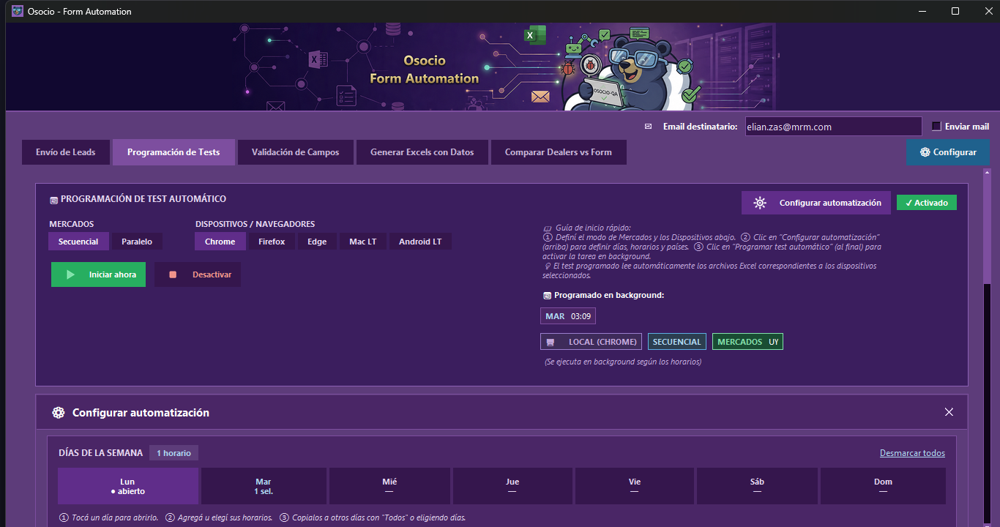 Osocio - Form Automation
Osocio
Form Automation
OSOCIO-QA
Email destinatario: elian.zas@mrm.com Enviar mail
Envío de Leads Programación de Tests Validación de Campos Generar Excels con Datos Comparar Dealers vs Form Configurar
PROGRAMACIÓN DE TEST AUTOMÁTICO
Configurar automatización ✓ Activado
MERCADOS DISPOSITIVOS / NAVEGADORES
Secuencial Paralelo Chrome Firefox Edge Mac LT Android LT
Iniciar ahora Desactivar
Guía de inicio rápido:
① Definí el modo de Mercados y los Dispositivos abajo. ② Clic en "Configurar automatización"
(arriba) para definir días, horarios y países. ③ Clic en "Programar test automático" (al final) para
activar la tarea en background.
El test programado lee automáticamente los archivos Excel correspondientes a los dispositivos
seleccionados.
Programado en background:
MAR 03:09
LOCAL (CHROME) SECUENCIAL MERCADOS UY
(Se ejecuta en background según los horarios)
Configurar automatización
DÍAS DE LA SEMANA 1 horario Desmarcar todos
Lun Mar Mié Jue Vie Sáb Dom
● abierto 1 sel. — — — — —
① Tocá un día para abrirlo. ② Agregá u elegí sus horarios. ③ Copialos a otros días con "Todos" o eligiendo días.